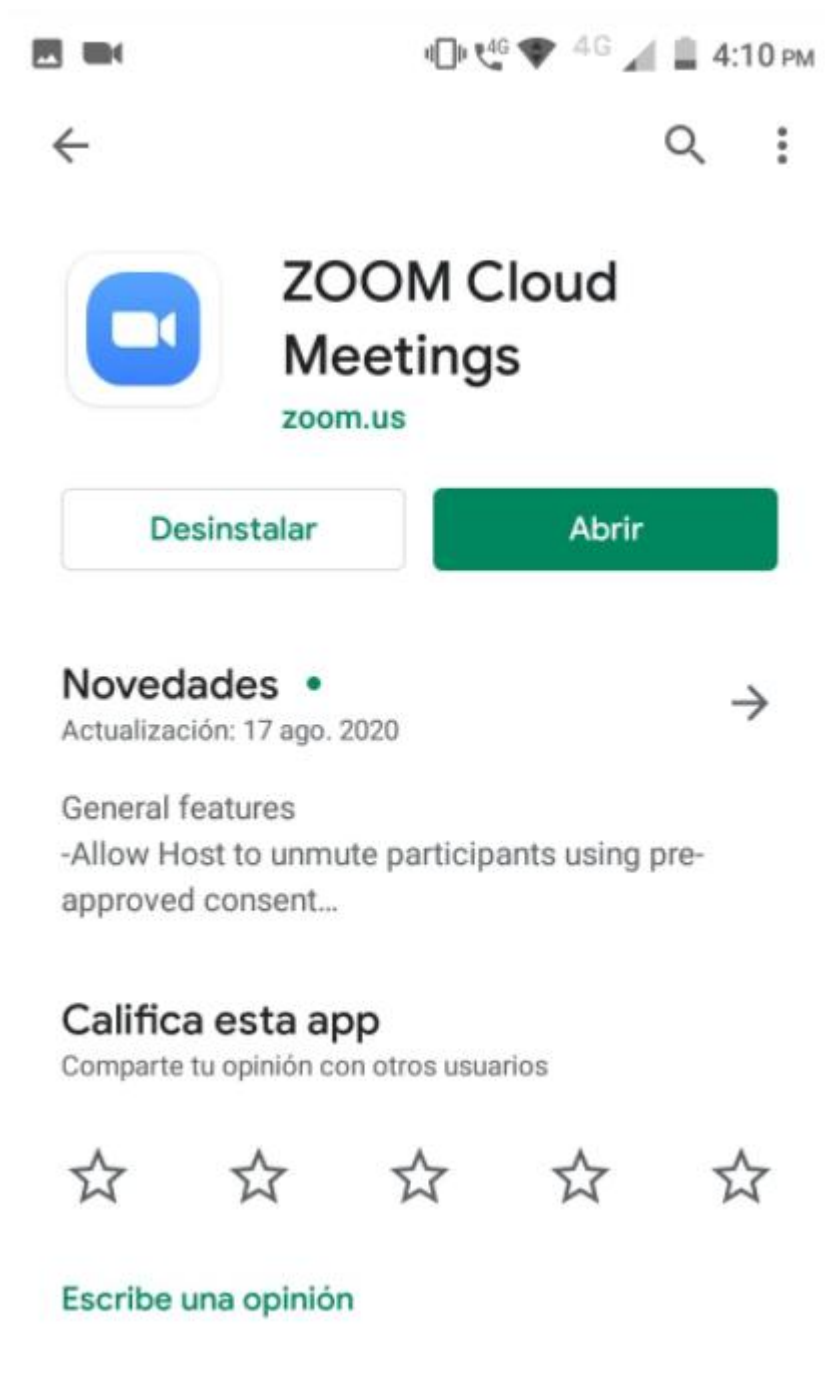 4G 4G 4:10 PM
ZOOM Cloud
Meetings
zoom.us
Desinstalar Abrir
Novedades
Actualización: 17 ago. 2020
General features
-Allow Host to unmute participants using pre-
approved consent...
Califica esta app
Comparte tu opinión con otros usuarios
Escribe una opinión